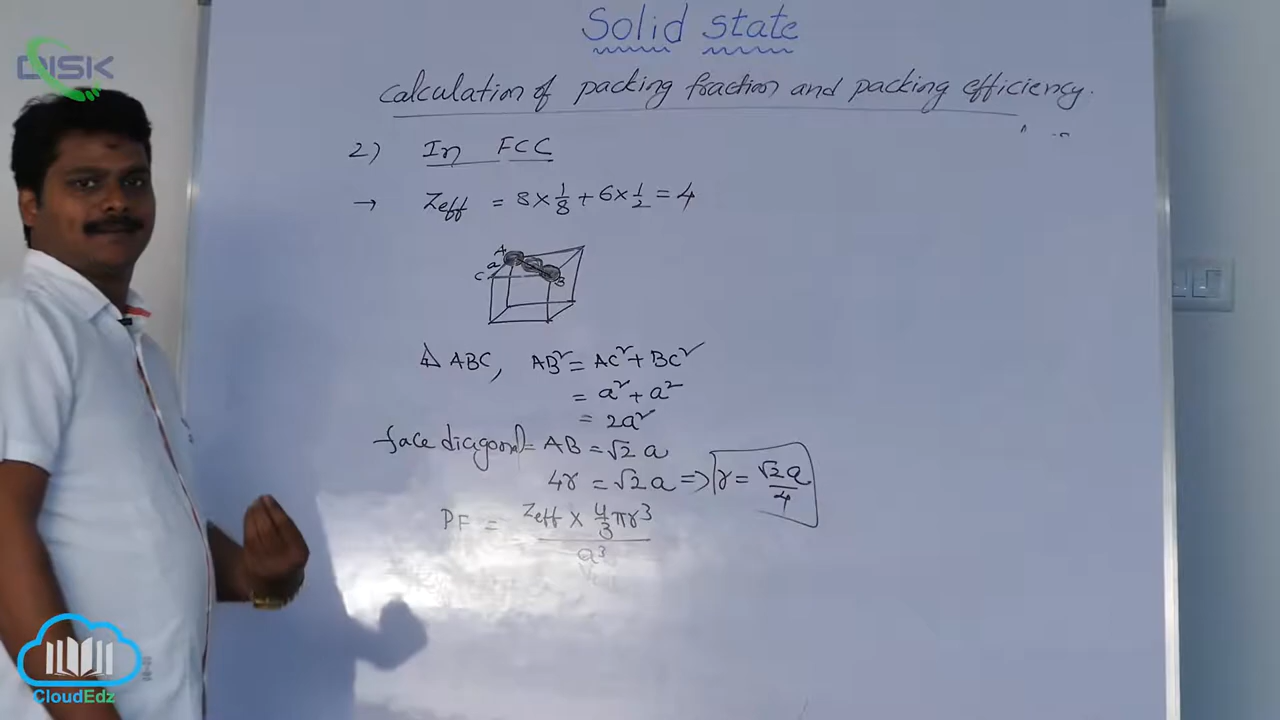 DISK
Solid state
Calculation of packing fraction and packing efficiency.
2) In FCC
→ Zeff = 8 × 1/8 + 6 × 1/2 = 4
A
a
C
B
△ ABC, AB² = AC² + BC²
= a² + a²
= 2a²
face diagonal = AB = √2 a
4r = √2 a ⇒ r = √2 a/4
PF = Zeff × 4/3 πr³ / a³
CloudEdz